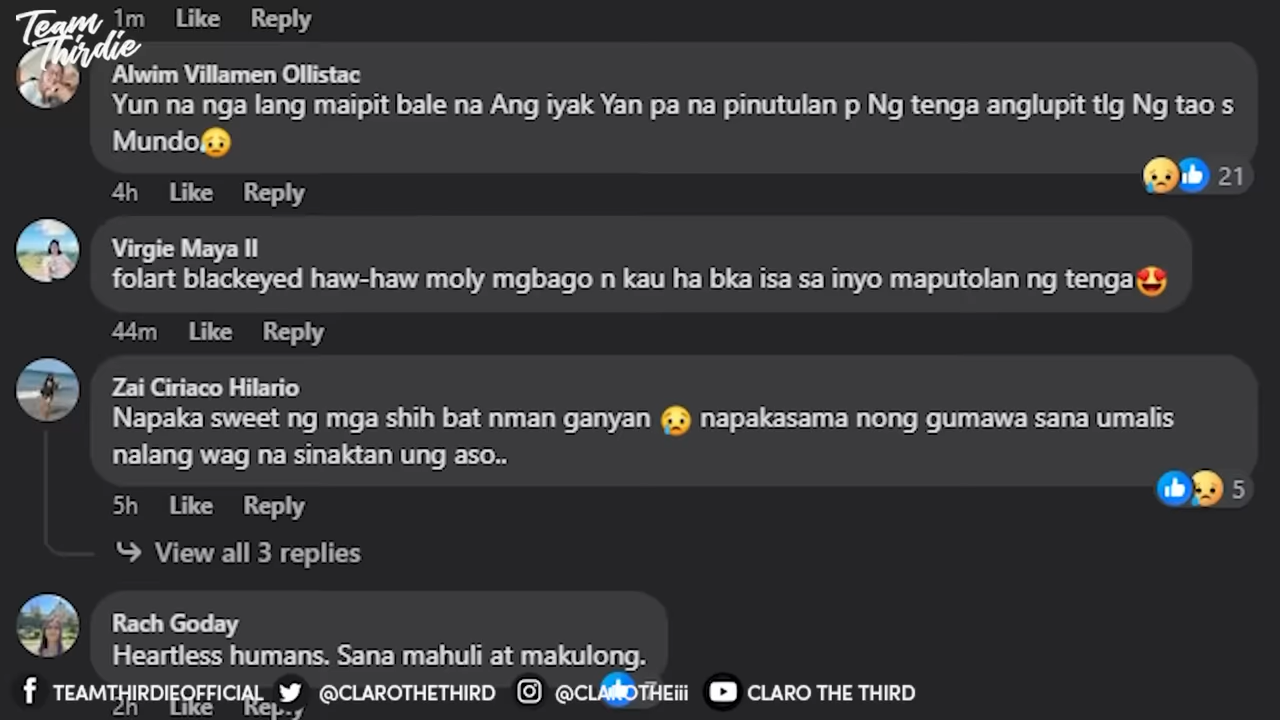 Team
Thirdie
1m Like Reply
Alwim Villamen Ollistac
Yun na nga lang maipit bale na Ang iyak Yan pa na pinutulan p Ng tenga anglupit tlg Ng tao s
Mundo😥
21
4h Like Reply
Virgie Maya II
folart blackeyed haw-haw moly mgbago n kau ha bka isa sa inyo maputolan ng tenga🤩
44m Like Reply
Zai Ciriaco Hilario
Napaka sweet ng mga shih bat nman ganyan 😢 napakasama nong gumawa sana umalis
nalang wag na sinaktan ung aso..
5
5h Like Reply
View all 3 replies
Rach Goday
Heartless humans. Sana mahuli at makulong.
TEAMTHIRDIEOFFICIAL @CLAROTHETHIRD @CLAROTHEiii CLARO THE THIRD
2h Like Reply